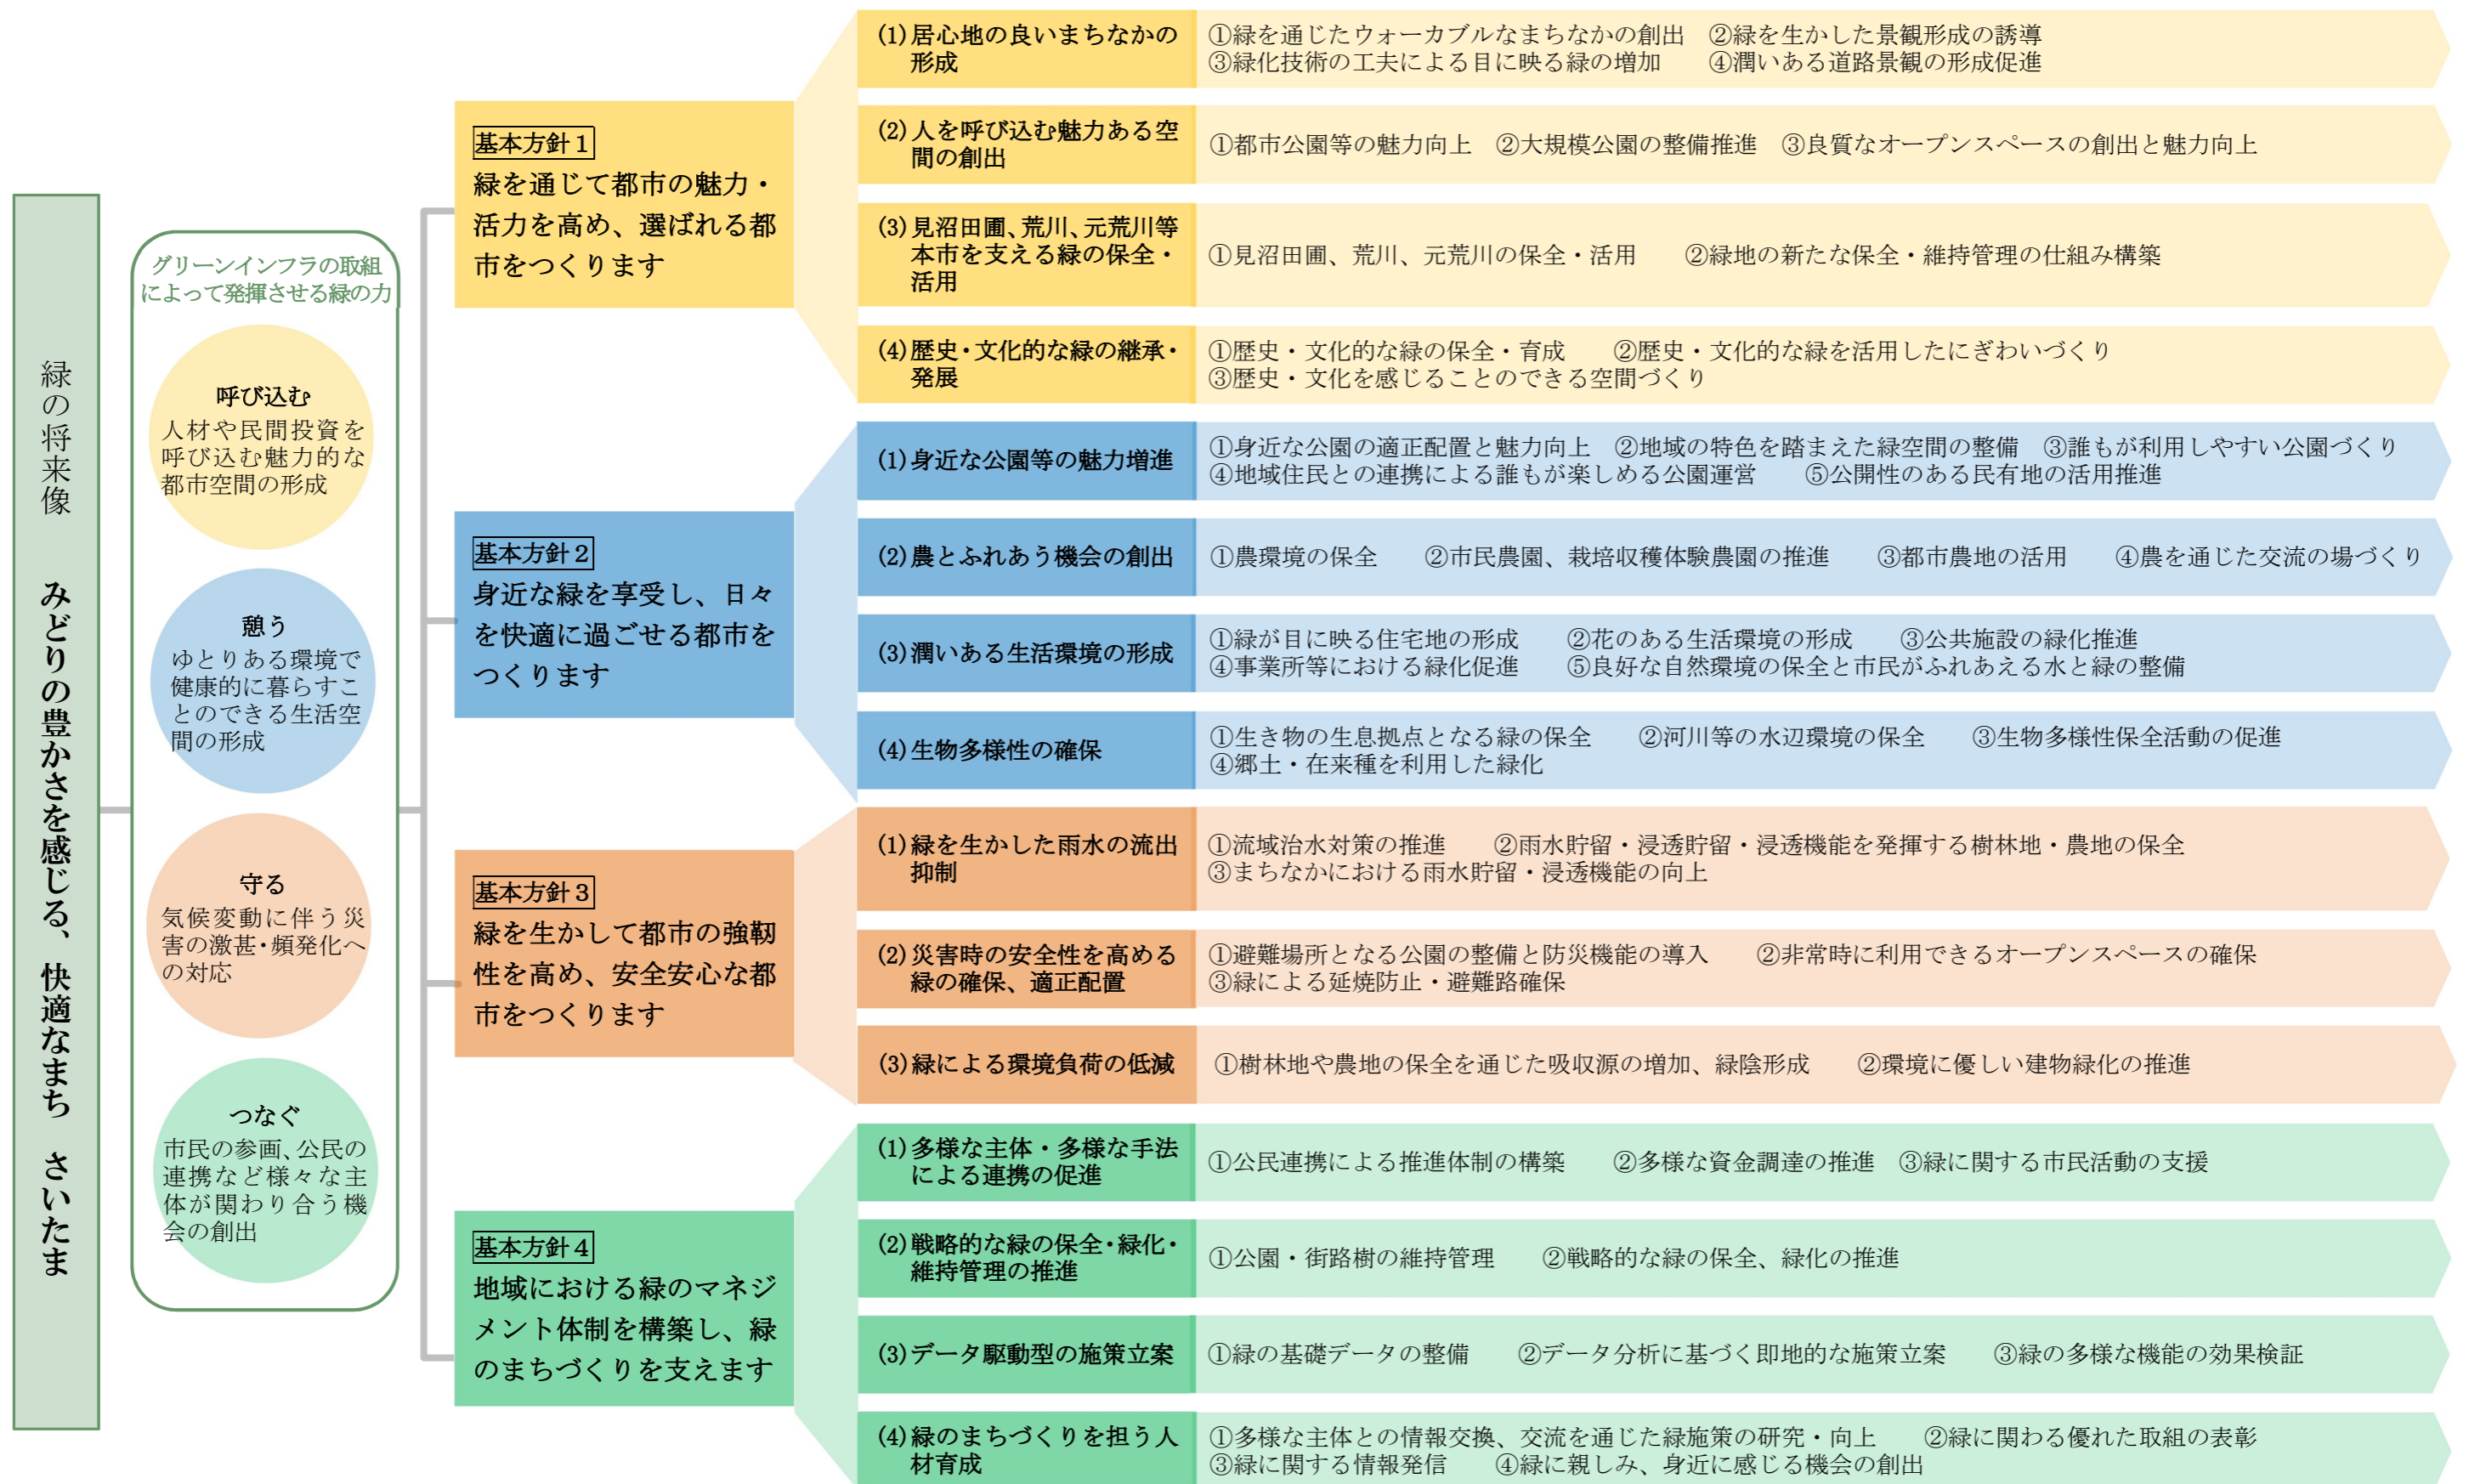 緑の将来像　みどりの豊かさを感じる、快適なまち　さいたま
グリーンインフラの取組
によって発揮させる緑の力
呼び込む
人材や民間投資を
呼び込む魅力的な
都市空間の形成
憩う
ゆとりある環境で
健康的に暮らすこ
とのできる生活空
間の形成
守る
気候変動に伴う災
害の激甚・頻発化へ
の対応
つなぐ
市民の参画、公民の
連携など様々な主
体が関わり合う機
会の創出
基本方針１
緑を通じて都市の魅力・
活力を高め、選ばれる都
市をつくります
(1)居心地の良いまちなかの
形成
①緑を通じたウォーカブルなまちなかの創出　②緑を生かした景観形成の誘導
③緑化技術の工夫による目に映る緑の増加　④潤いある道路景観の形成促進
(2)人を呼び込む魅力ある空
間の創出
①都市公園等の魅力向上　②大規模公園の整備推進　③良質なオープンスペースの創出と魅力向上
(3)見沼田圃、荒川、元荒川等
本市を支える緑の保全・
活用
①見沼田圃、荒川、元荒川の保全・活用　②緑地の新たな保全・維持管理の仕組み構築
(4)歴史・文化的な緑の継承・
発展
①歴史・文化的な緑の保全・育成　②歴史・文化的な緑を活用したにぎわいづくり
③歴史・文化を感じることのできる空間づくり
基本方針２
身近な緑を享受し、日々
を快適に過ごせる都市を
つくります
(1)身近な公園等の魅力増進
①身近な公園の適正配置と魅力向上　②地域の特色を踏まえた緑空間の整備　③誰もが利用しやすい公園づくり
④地域住民との連携による誰もが楽しめる公園運営　⑤公開性のある民有地の活用推進
(2)農とふれあう機会の創出
①農環境の保全　②市民農園、栽培収穫体験農園の推進　③都市農地の活用　④農を通じた交流の場づくり
(3)潤いある生活環境の形成
①緑が目に映る住宅地の形成　②花のある生活環境の形成　③公共施設の緑化推進
④事業所等における緑化促進　⑤良好な自然環境の保全と市民がふれあえる水と緑の整備
(4)生物多様性の確保
①生き物の生息拠点となる緑の保全　②河川等の水辺環境の保全　③生物多様性保全活動の促進
④郷土・在来種を利用した緑化
基本方針３
緑を生かして都市の強靭
性を高め、安全安心な都
市をつくります
(1)緑を生かした雨水の流出
抑制
①流域治水対策の推進　②雨水貯留・浸透貯留・浸透機能を発揮する樹林地・農地の保全
③まちなかにおける雨水貯留・浸透機能の向上
(2)災害時の安全性を高める
緑の確保、適正配置
①避難場所となる公園の整備と防災機能の導入　②非常時に利用できるオープンスペースの確保
③緑による延焼防止・避難路確保
(3)緑による環境負荷の低減
①樹林地や農地の保全を通じた吸収源の増加、緑陰形成　②環境に優しい建物緑化の推進
基本方針４
地域における緑のマネジ
メント体制を構築し、緑
のまちづくりを支えます
(1)多様な主体・多様な手法
による連携の促進
①公民連携による推進体制の構築　②多様な資金調達の推進　③緑に関する市民活動の支援
(2)戦略的な緑の保全・緑化・
維持管理の推進
①公園・街路樹の維持管理　②戦略的な緑の保全、緑化の推進
(3)データ駆動型の施策立案
①緑の基礎データの整備　②データ分析に基づく即地的な施策立案　③緑の多様な機能の効果検証
(4)緑のまちづくりを担う人
材育成
①多様な主体との情報交換、交流を通じた緑施策の研究・向上　②緑に関わる優れた取組の表彰
③緑に関する情報発信　④緑に親しみ、身近に感じる機会の創出